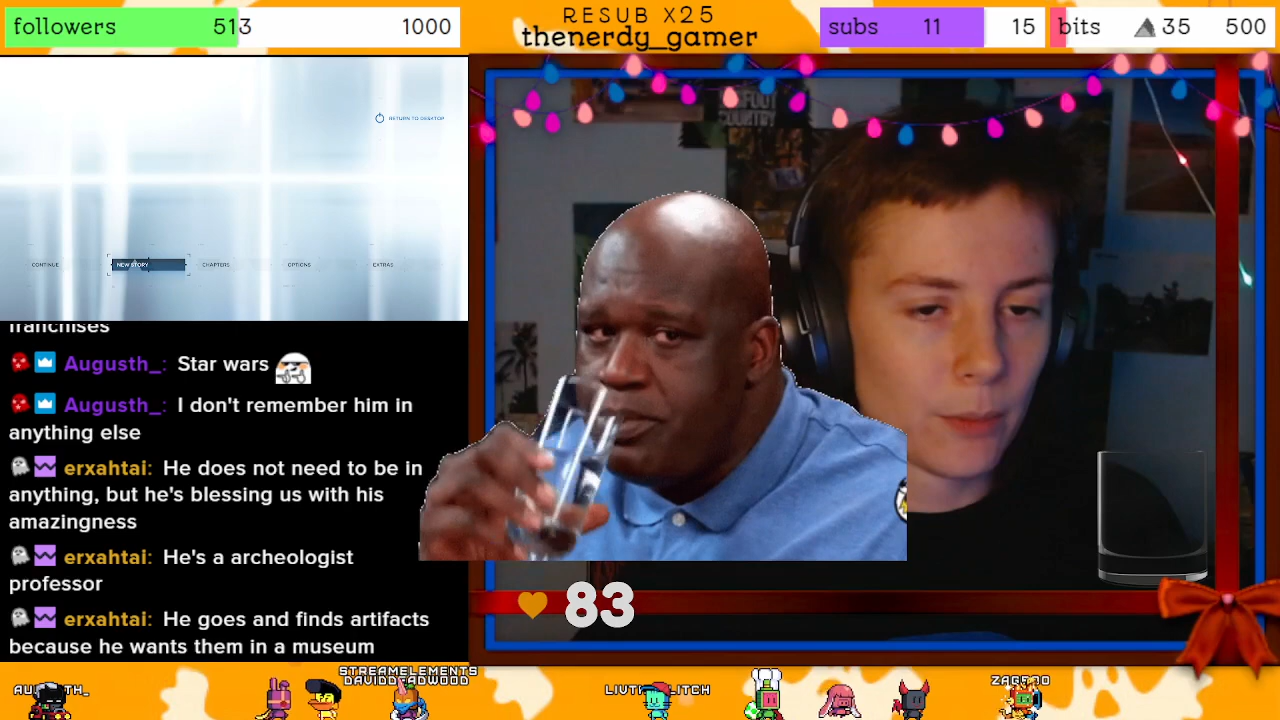 followers 513 1000
RESUB X25
thenerdy_gamer
subs 11 15
bits 35 500
RETURN TO DESKTOP
CONTINUE NEW STORY CHAPTERS OPTIONS EXTRAS
franchises
Augusth_: Star wars
Augusth_: I don't remember him in
anything else
erxahtai: He does not need to be in
anything, but he's blessing us with his
amazingness
erxahtai: He's a archeologist
professor
erxahtai: He goes and finds artifacts
because he wants them in a museum
COUNTRY
83
STREAMELEMENTS